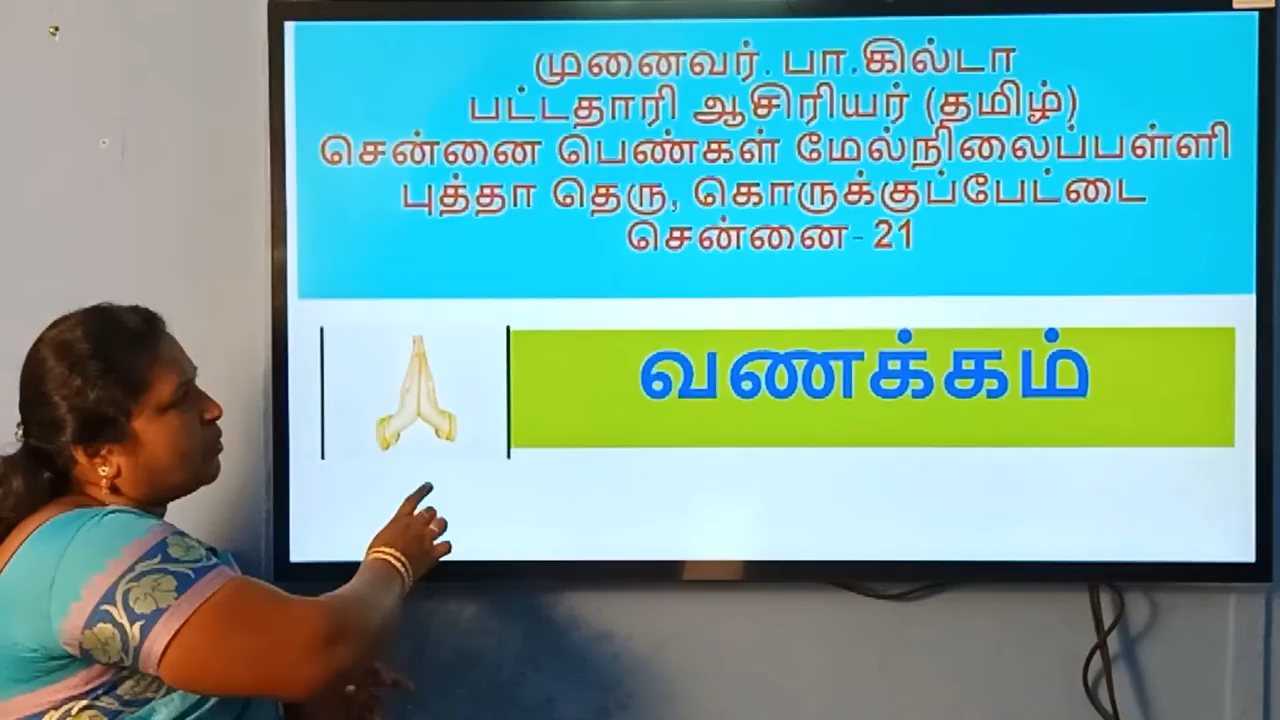 முனைவர். பா.கில்டா
பட்டதாரி ஆசிரியர் (தமிழ்)
சென்னை பெண்கள் மேல்நிலைப்பள்ளி
புத்தா தெரு, கொருக்குப்பேட்டை
சென்னை- 21
வணக்கம்